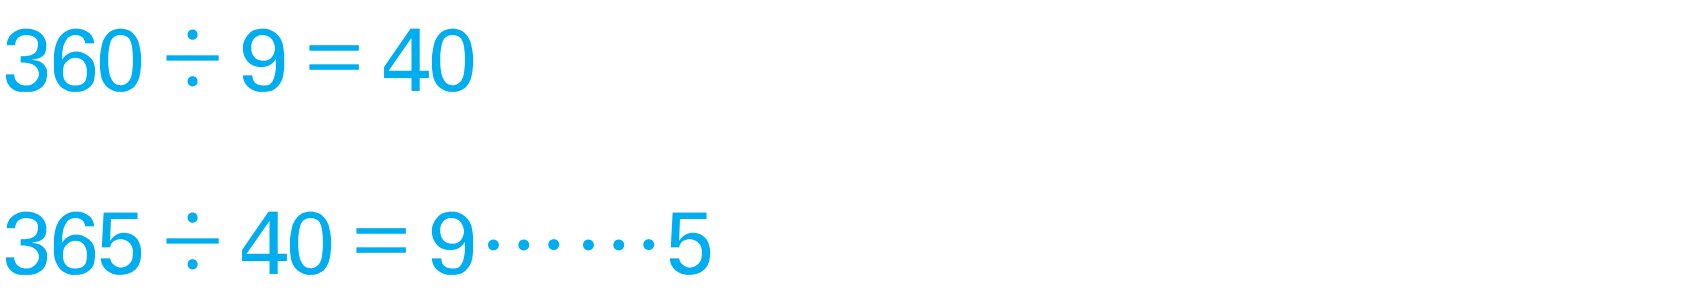 360 ÷ 9 = 40
365 ÷ 40 = 9……5